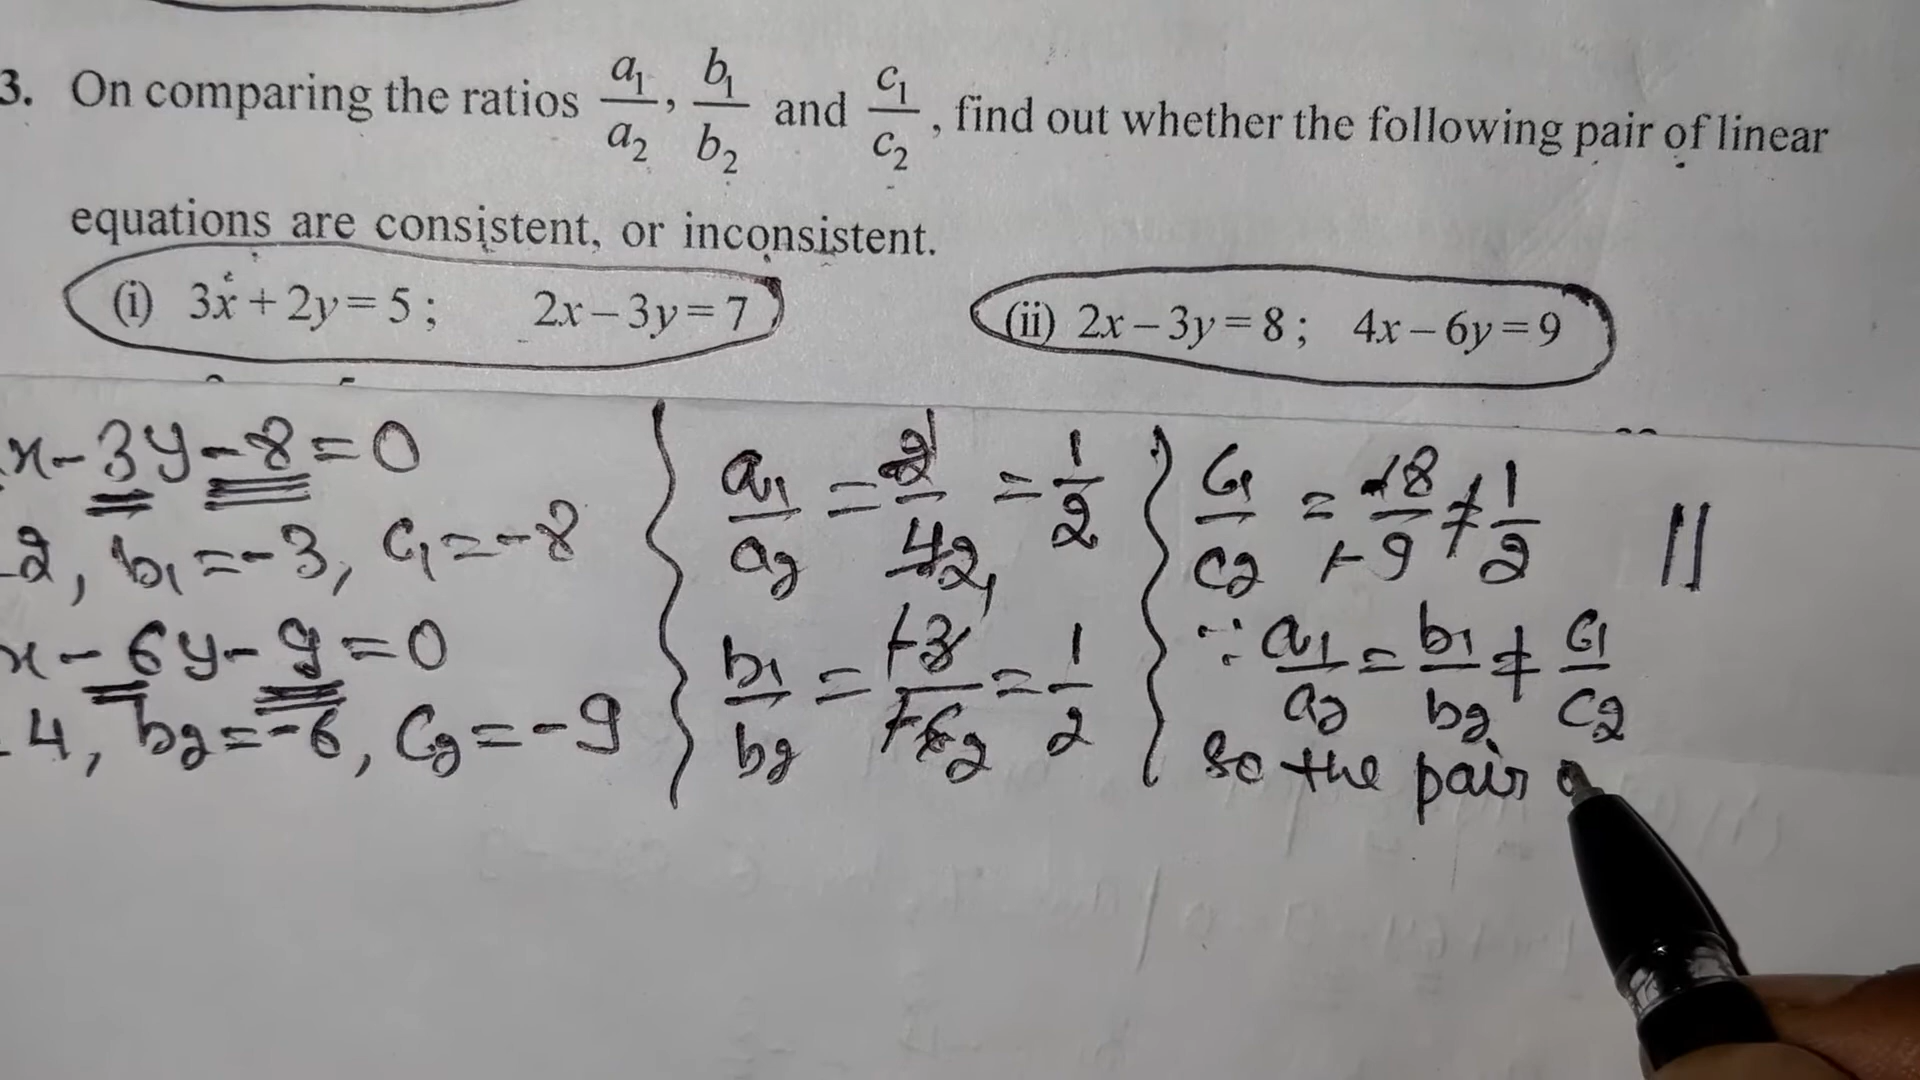 3. On comparing the ratios a₁/a₂, b₁/b₂ and c₁/c₂, find out whether the following pair of linear
equations are consistent, or inconsistent.
(i) 3x + 2y = 5 ; 2x – 3y = 7
(ii) 2x – 3y = 8 ; 4x – 6y = 9
x - 3y - 8 = 0
2, b₁ = -3, c₁ = -8
x - 6y - 9 = 0
4, b₂ = -6, c₂ = -9
a₁/a₂ = 2/4 = 1/2
b₁/b₂ = -3/-6 = 1/2
c₁/c₂ = -8/-9 ≠ 1/2 ||
∵ a₁/a₂ = b₁/b₂ ≠ c₁/c₂
So the pair